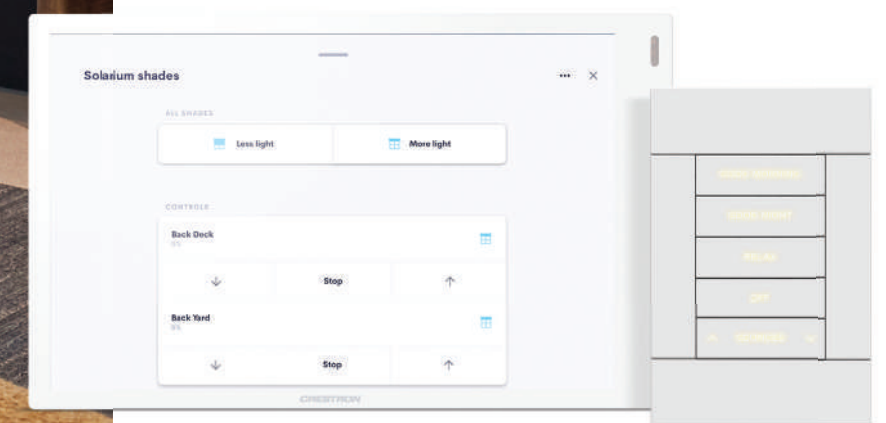 Solarium shades
ALL SHADES
Less light
More light
CONTROLS
Back Deck
Stop
Back Yard
Stop
CRESTRON
GOOD MORNING
GOOD NIGHT
RELAX
OFF